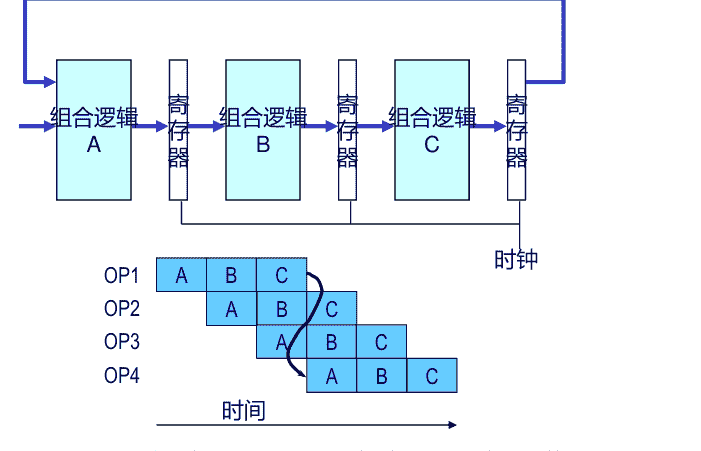 组合逻辑
A
寄存器
组合逻辑
B
寄存器
组合逻辑
C
寄存器
时钟
OP1 A B C
OP2 A B C
OP3 A B C
OP4 A B C
时间